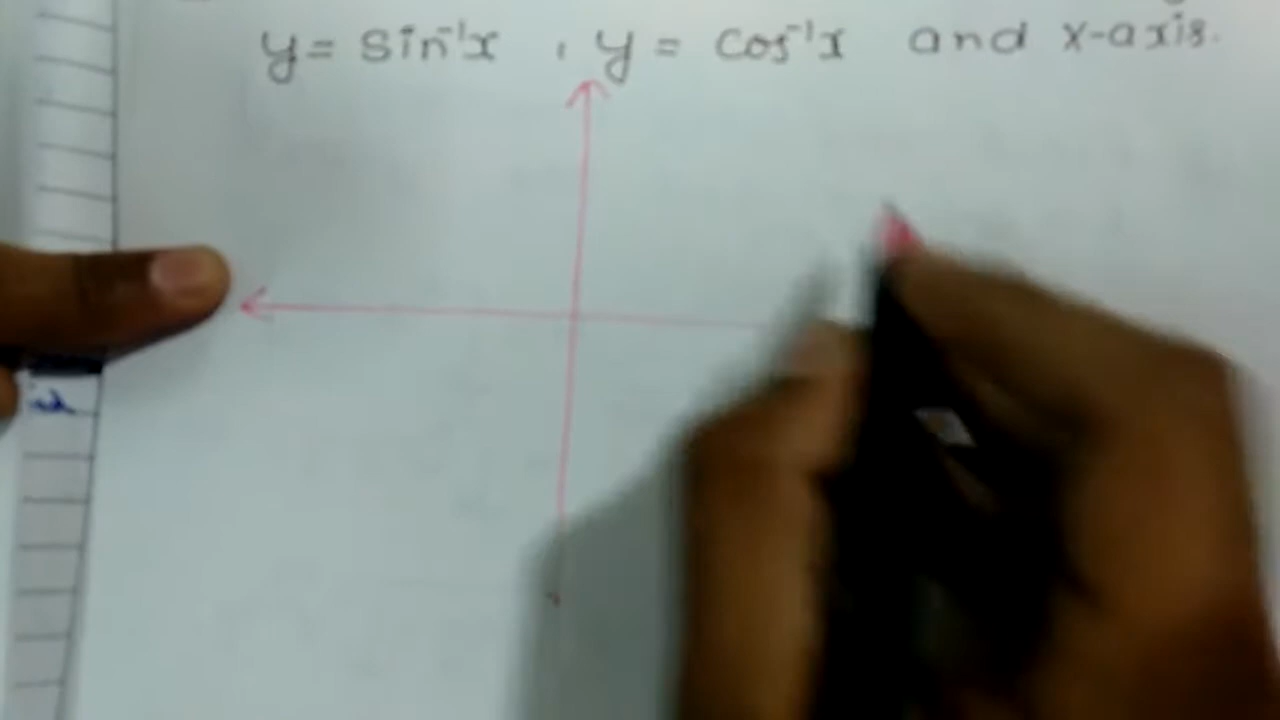 y = sin⁻¹x , y = cos⁻¹x and x-axis.